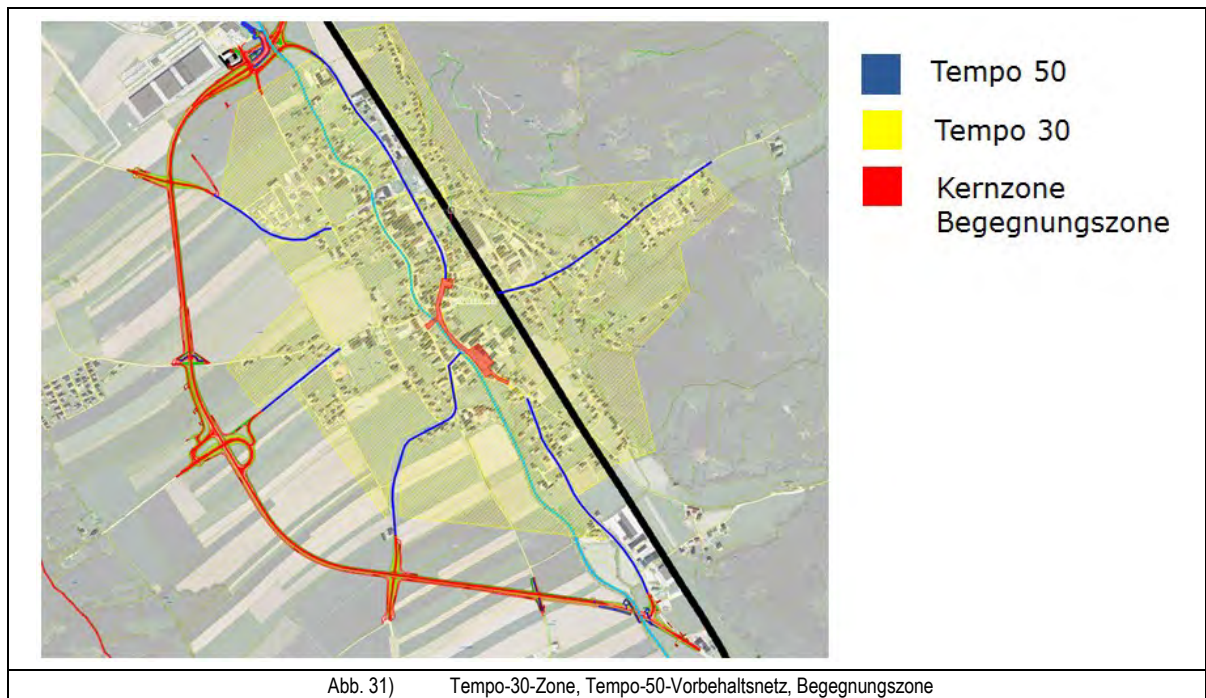 Tempo 50
Tempo 30
Kernzone
Begegnungszone
Abb. 31) Tempo-30-Zone, Tempo-50-Vorbehaltsnetz, Begegnungszone